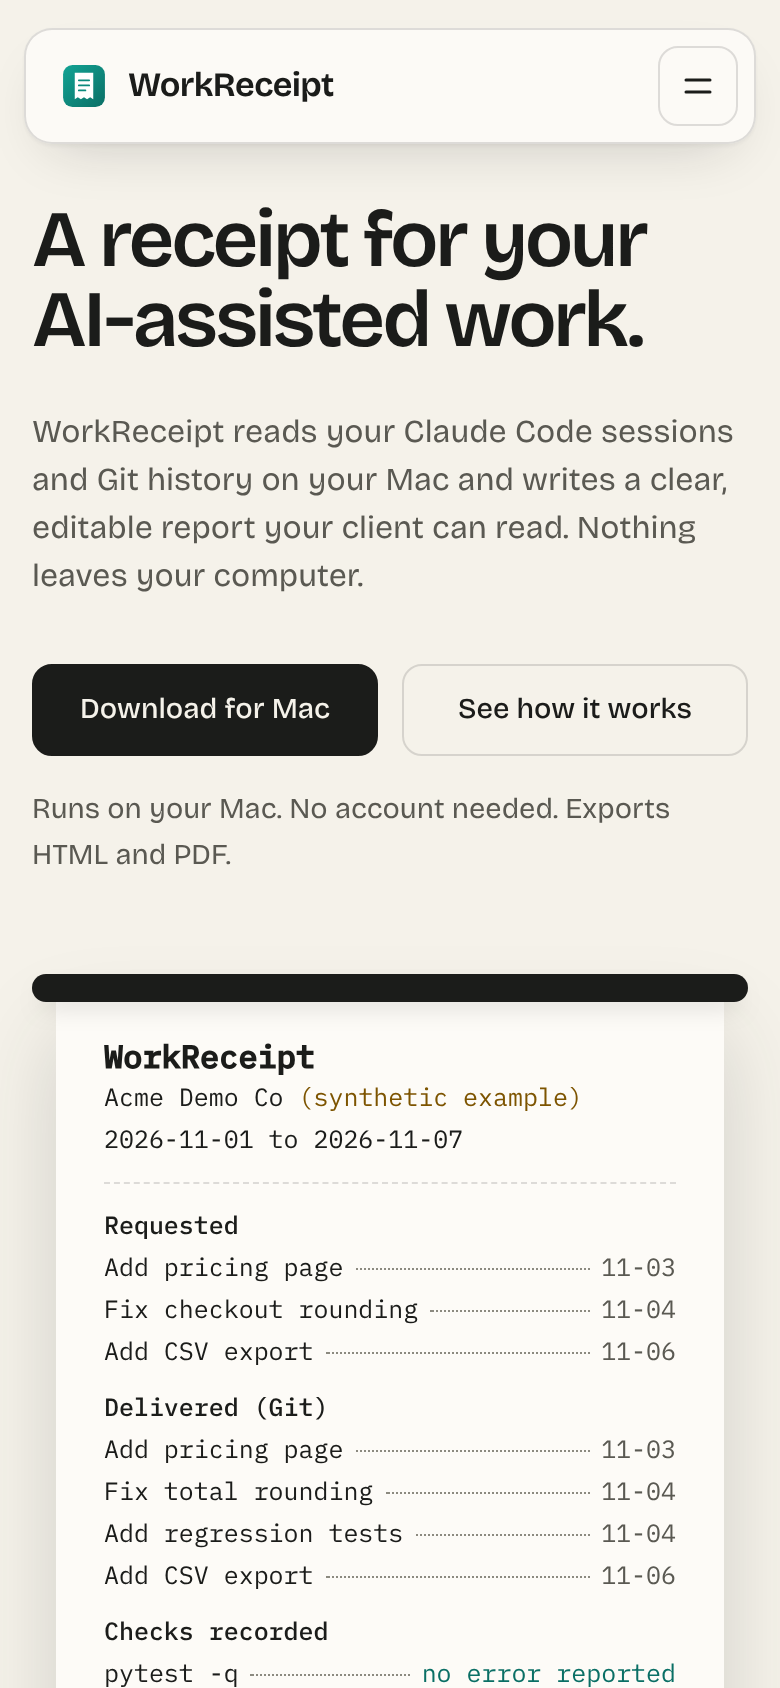 WorkReceipt
A receipt for your
AI-assisted work.
WorkReceipt reads your Claude Code sessions
and Git history on your Mac and writes a clear,
editable report your client can read. Nothing
leaves your computer.
Download for Mac
See how it works
Runs on your Mac. No account needed. Exports
HTML and PDF.
WorkReceipt
Acme Demo Co (synthetic example)
2026-11-01 to 2026-11-07
Requested
Add pricing page 11-03
Fix checkout rounding 11-04
Add CSV export 11-06
Delivered (Git)
Add pricing page 11-03
Fix total rounding 11-04
Add regression tests 11-04
Add CSV export 11-06
Checks recorded
pytest -q no error reported